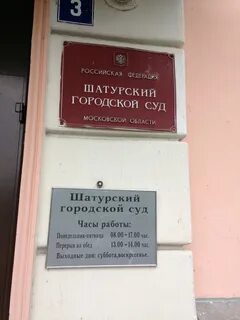 3
РОССИЙСКАЯ ФЕДЕРАЦИЯ
ШАТУРСКИЙ
ГОРОДСКОЙ СУД
МОСКОВСКОЙ ОБЛАСТИ
Шатурский
городской суд
Часы работы:
Понедельник-пятница 08.00-17.00 час.
Перерыв на обед 13.00-14.00 час.
Выходные дни: суббота,воскресенье.